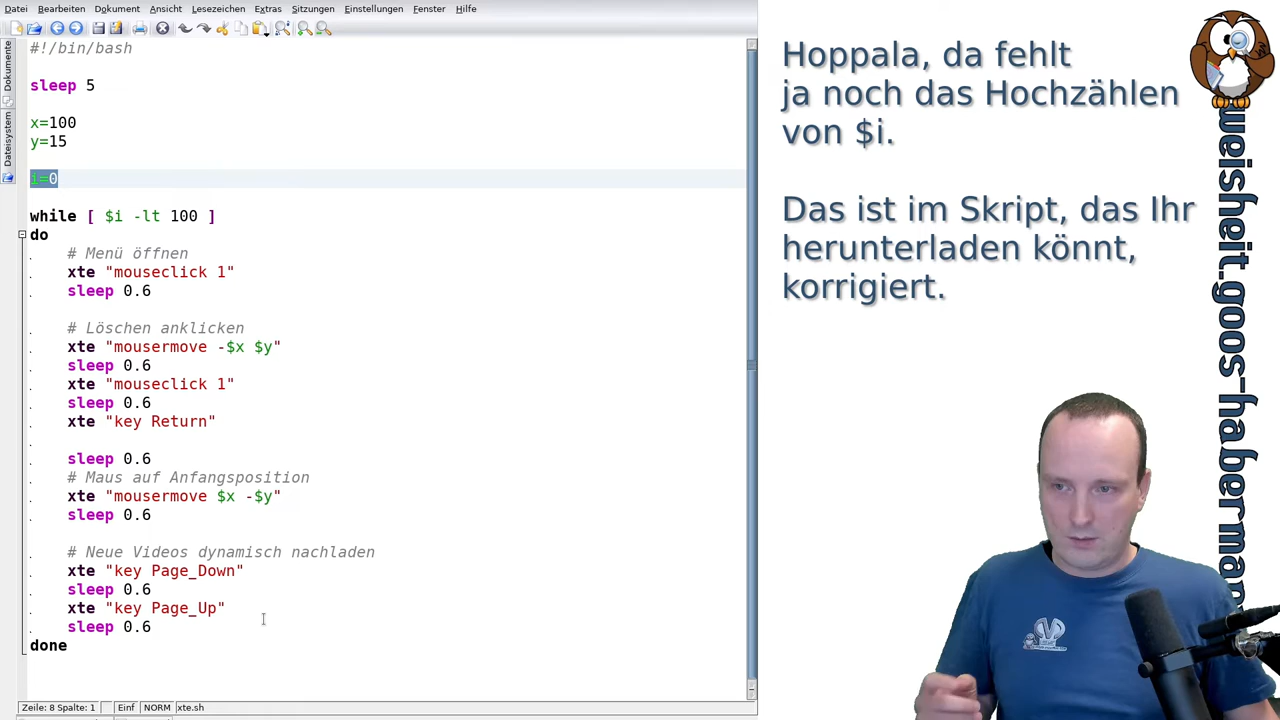 Datei Bearbeiten Dokument Ansicht Lesezeichen Extras Sitzungen Einstellungen Fenster Hilfe
Dokumente
Dateisystem
#!/bin/bash
sleep 5
x=100
y=15
i=0
while [ $i -lt 100 ]
do
# Menü öffnen
xte "mouseclick 1"
sleep 0.6
# Löschen anklicken
xte "mousermove -$x $y"
sleep 0.6
xte "mouseclick 1"
sleep 0.6
xte "key Return"
sleep 0.6
# Maus auf Anfangsposition
xte "mousermove $x -$y"
sleep 0.6
# Neue Videos dynamisch nachladen
xte "key Page_Down"
sleep 0.6
xte "key Page_Up"
sleep 0.6
done
Zeile: 8 Spalte: 1 Einf NORM xte.sh
Hoppala, da fehlt
ja noch das Hochzählen
von $i.
Das ist im Skript, das Ihr
herunterladen könnt,
korrigiert.
weisheit.goos-haberman